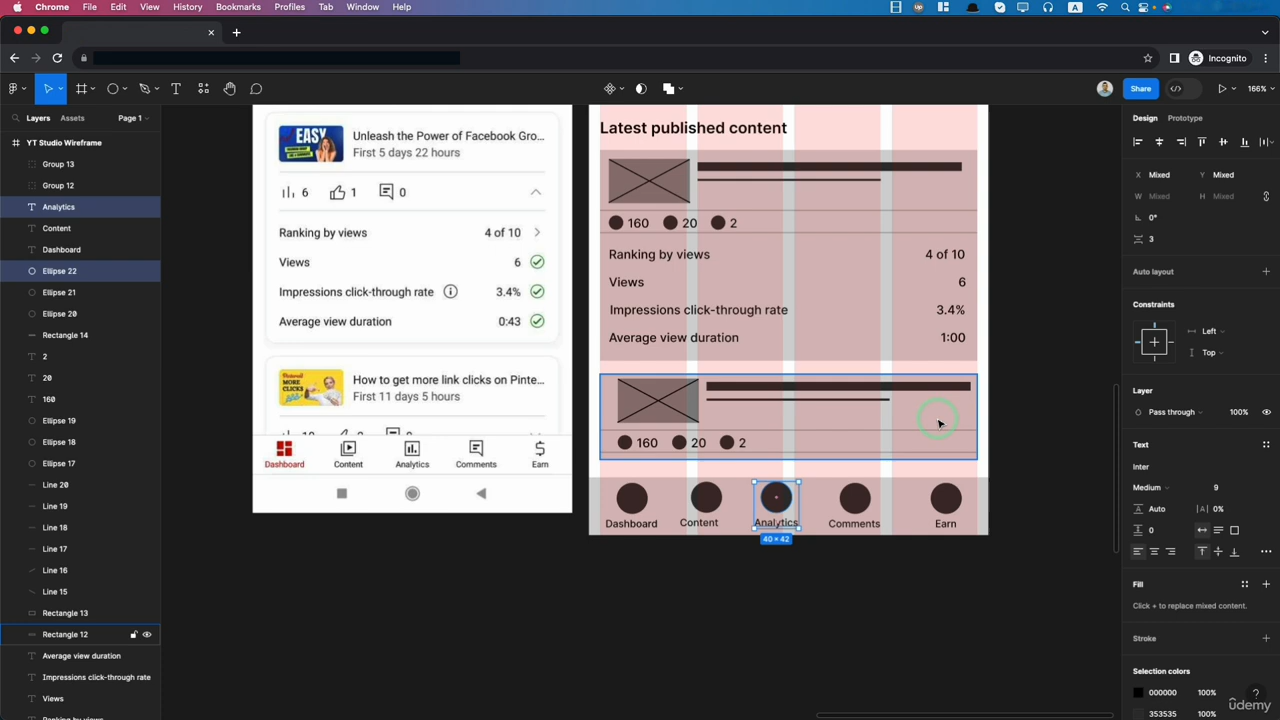 Chrome File Edit View History Bookmarks Profiles Tab Window Help
Incognito
Share 166%
Layers Assets Page 1
Design Prototype
YT Studio Wireframe
Group 13
Group 12
Analytics
Content
Dashboard
Ellipse 22
Ellipse 21
Ellipse 20
Rectangle 14
2
20
160
Ellipse 19
Ellipse 18
Ellipse 17
Line 20
Line 19
Line 18
Line 17
Line 16
Line 15
Rectangle 13
Rectangle 12
Average view duration
Impressions click-through rate
Views
Ranking by views
EASY
Unleash the Power of Facebook Gro...
First 5 days 22 hours
6 1 0
Ranking by views 4 of 10
Views 6
Impressions click-through rate 3.4%
Average view duration 0:43
MORE CLICKS
How to get more link clicks on Pinte...
First 11 days 5 hours
Dashboard Content Analytics Comments Earn
Latest published content
160 20 2
Ranking by views 4 of 10
Views 6
Impressions click-through rate 3.4%
Average view duration 1:00
160 20 2
Dashboard Content Analytics Comments Earn
40 × 42
X Mixed Y Mixed
W Mixed H Mixed
0°
3
Auto layout
Constraints
Left
Top
Layer
Pass through 100%
Text
Inter
Medium 9
Auto 0%
0
Fill
Click + to replace mixed content.
Stroke
Selection colors
000000 100%
353535 100%
?
ûdemy